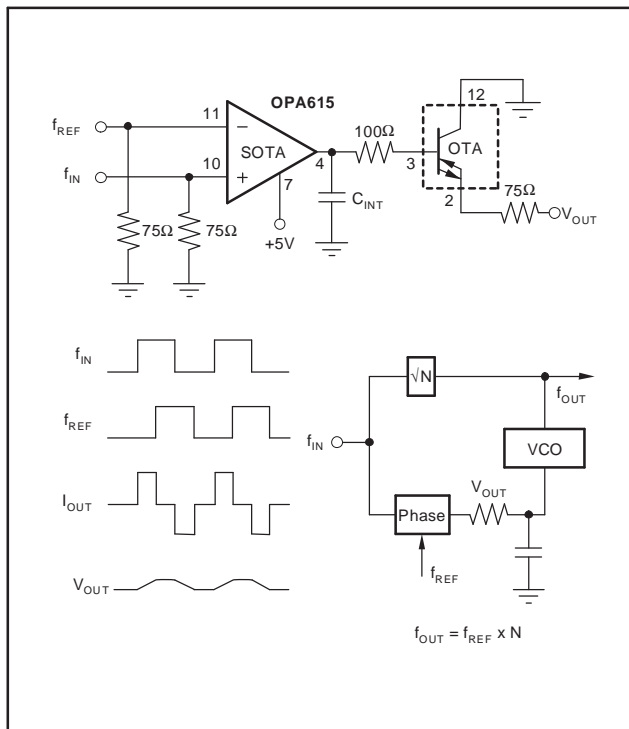 OPA615
12
11
100Ω
f_REF
−
SOTA
OTA
10
4
3
f_IN
+
7
C_INT
2
75Ω
V_OUT
75Ω
75Ω
+5V
f_IN
√N
f_OUT
f_REF
f_IN
VCO
V_OUT
I_OUT
Phase
f_REF
V_OUT
f_OUT = f_REF x N